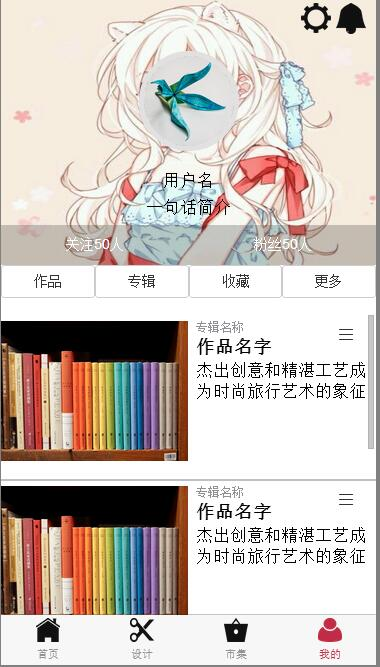 用户名
一句话简介
关注50人 粉丝50人
作品 专辑 收藏 更多
专辑名称
作品名字
杰出创意和精湛工艺成
为时尚旅行艺术的象征
专辑名称
作品名字
杰出创意和精湛工艺成
为时尚旅行艺术的象征
首页 设计 市集 我的